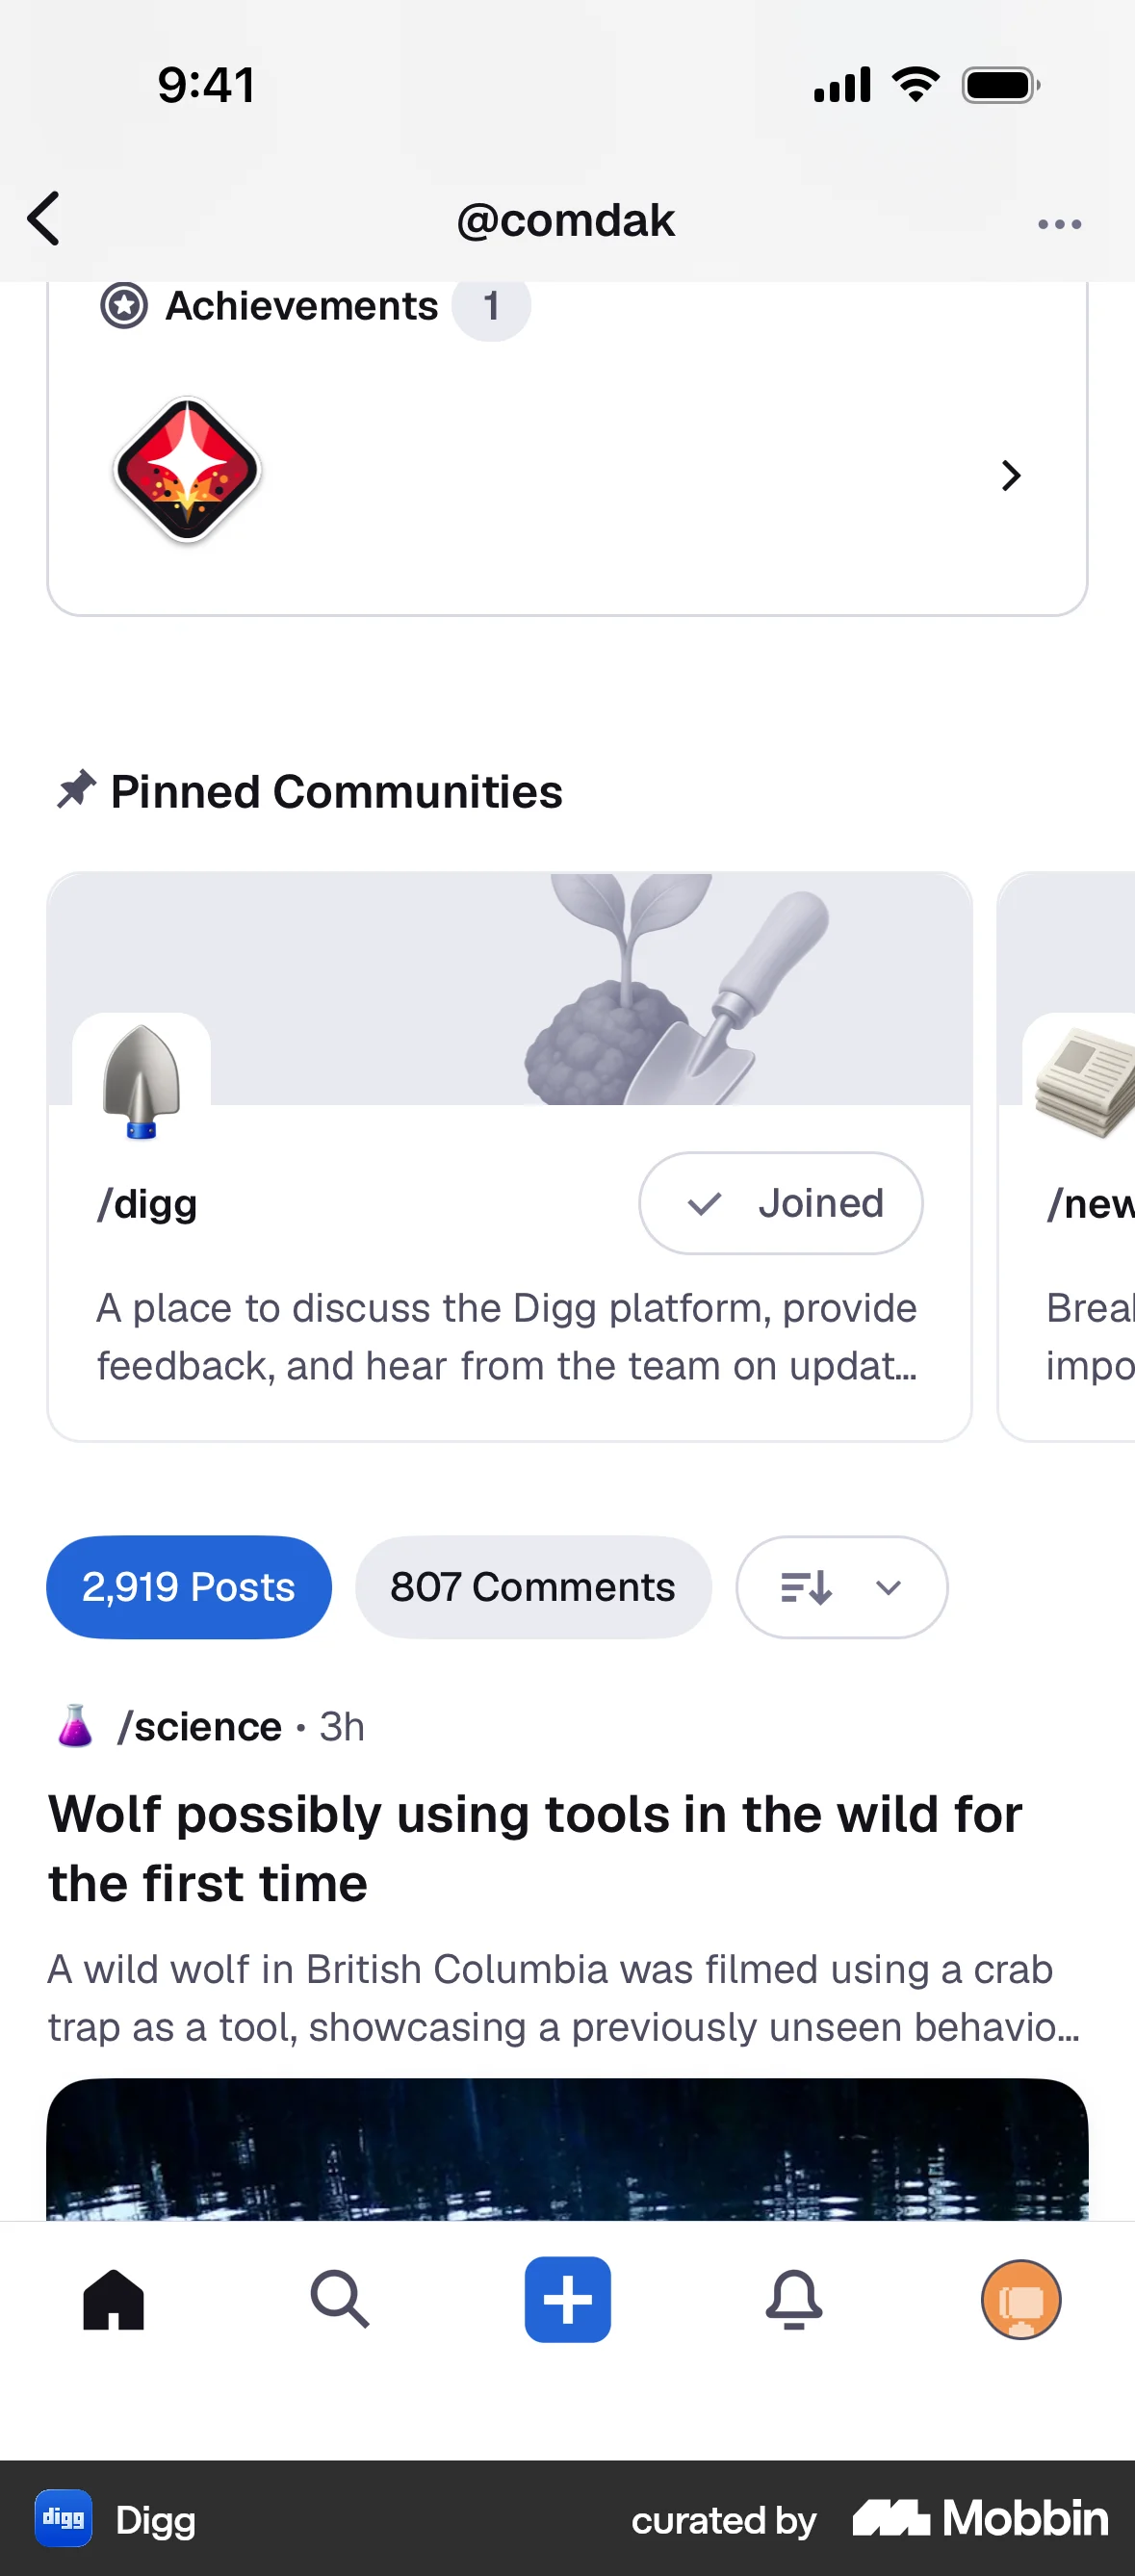 9:41
@comdak
Achievements 1
Pinned Communities
/digg
Joined
A place to discuss the Digg platform, provide
feedback, and hear from the team on updat...
/new
Brea
impo
2,919 Posts
807 Comments
/science • 3h
Wolf possibly using tools in the wild for
the first time
A wild wolf in British Columbia was filmed using a crab
trap as a tool, showcasing a previously unseen behavio...
digg
Digg
curated by
Mobbin